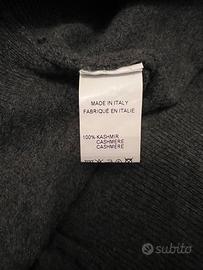 MADE IN ITALY
FABRIQUÉ EN ITALIE
100% KASHMIR
CASHMERE
CASHMERE
subito